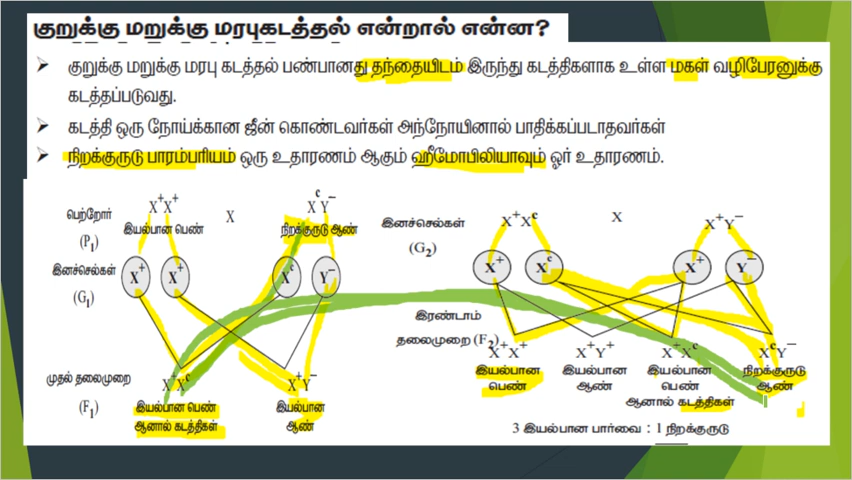 குறுக்கு மறுக்கு மரபுகடத்தல் என்றால் என்ன?
➢ குறுக்கு மறுக்கு மரபு கடத்தல் பண்பானது தந்தையிடம் இருந்து கடத்திகளாக உள்ள மகள் வழிபேரனுக்கு
கடத்தப்படுவது.
➢ கடத்தி ஒரு நோய்க்கான ஜீன் கொண்டவர்கள் அந்நோயினால் பாதிக்கப்படாதவர்கள்
➢ நிறக்குருடு பாரம்பரியம் ஒரு உதாரணம் ஆகும் ஹீமோபிலியாவும் ஓர் உதாரணம்.
பெற்றோர்
(P₁)
X⁺X⁺
இயல்பான பெண்
X
XᶜY⁻
நிறக்குருடு ஆண்
இனச்செல்கள்
(G₁)
X⁺ X⁺ Xᶜ Y⁻
முதல் தலைமுறை
(F₁)
X⁺Xᶜ
இயல்பான பெண்
ஆனால் கடத்திகள்
X⁺Y⁻
இயல்பான
ஆண்
இனச்செல்கள்
(G₂)
X⁺Xᶜ X X⁺Y⁻
X⁺ Xᶜ X⁺ Y⁻
இரண்டாம்
தலைமுறை (F₂)
X⁺X⁺
இயல்பான
பெண்
X⁺Y⁺
இயல்பான
ஆண்
X⁺Xᶜ
இயல்பான
பெண்
ஆனால் கடத்திகள்
XᶜY⁻
நிறக்குருடு
ஆண்
3 இயல்பான பார்வை : 1 நிறக்குருடு